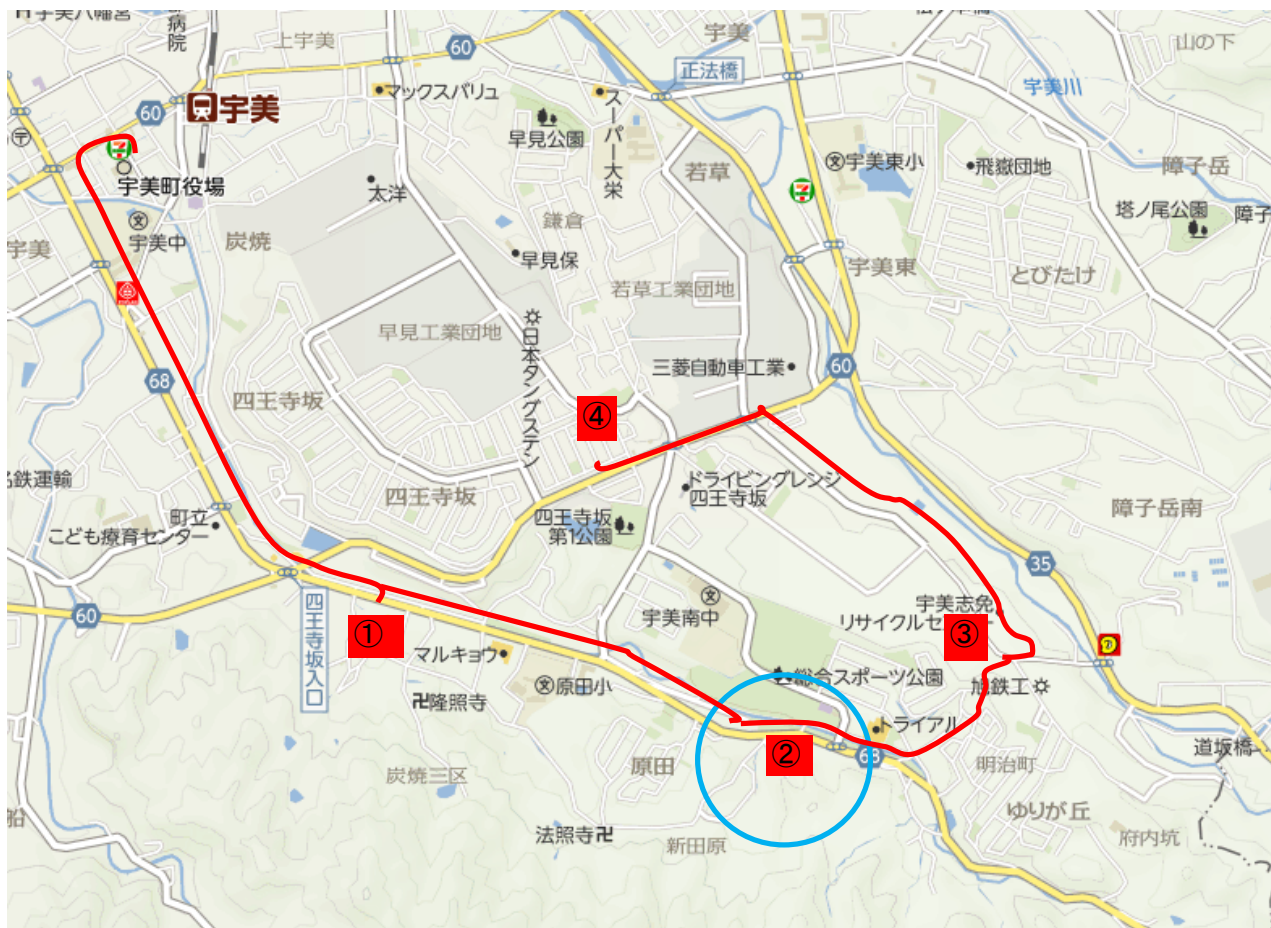 宇美八幡宮
病院
上宇美
60
宇美
正法橋
山の下
宇美川
マックスバリュ
スーパー大栄
早見公園
60
宇美
〒
宇美町役場
太洋
若草
文 宇美東小
飛嶽団地
障子岳
塔ノ尾公園
障子
文
宇美中
炭焼
宇美
鎌倉
早見保
宇美東
とびたけ
若草工業団地
早見工業団地
日本タングステン
三菱自動車工業
60
68
四王寺坂
④
名鉄運輸
四王寺坂
ドライビングレンジ
四王寺坂
町立
こども療育センター
四王寺坂
第1公園
障子岳南
35
60
四王寺坂入口
①
文
宇美南中
宇美志免
リサイクルセンター
③
マルキョウ
文 原田小
総合スポーツ公園
旭鉄工
卍隆照寺
トライアル
②
68
原田
明治町
道坂橋
炭焼三区
ゆりが丘
船
法照寺卍
新田原
府内坑